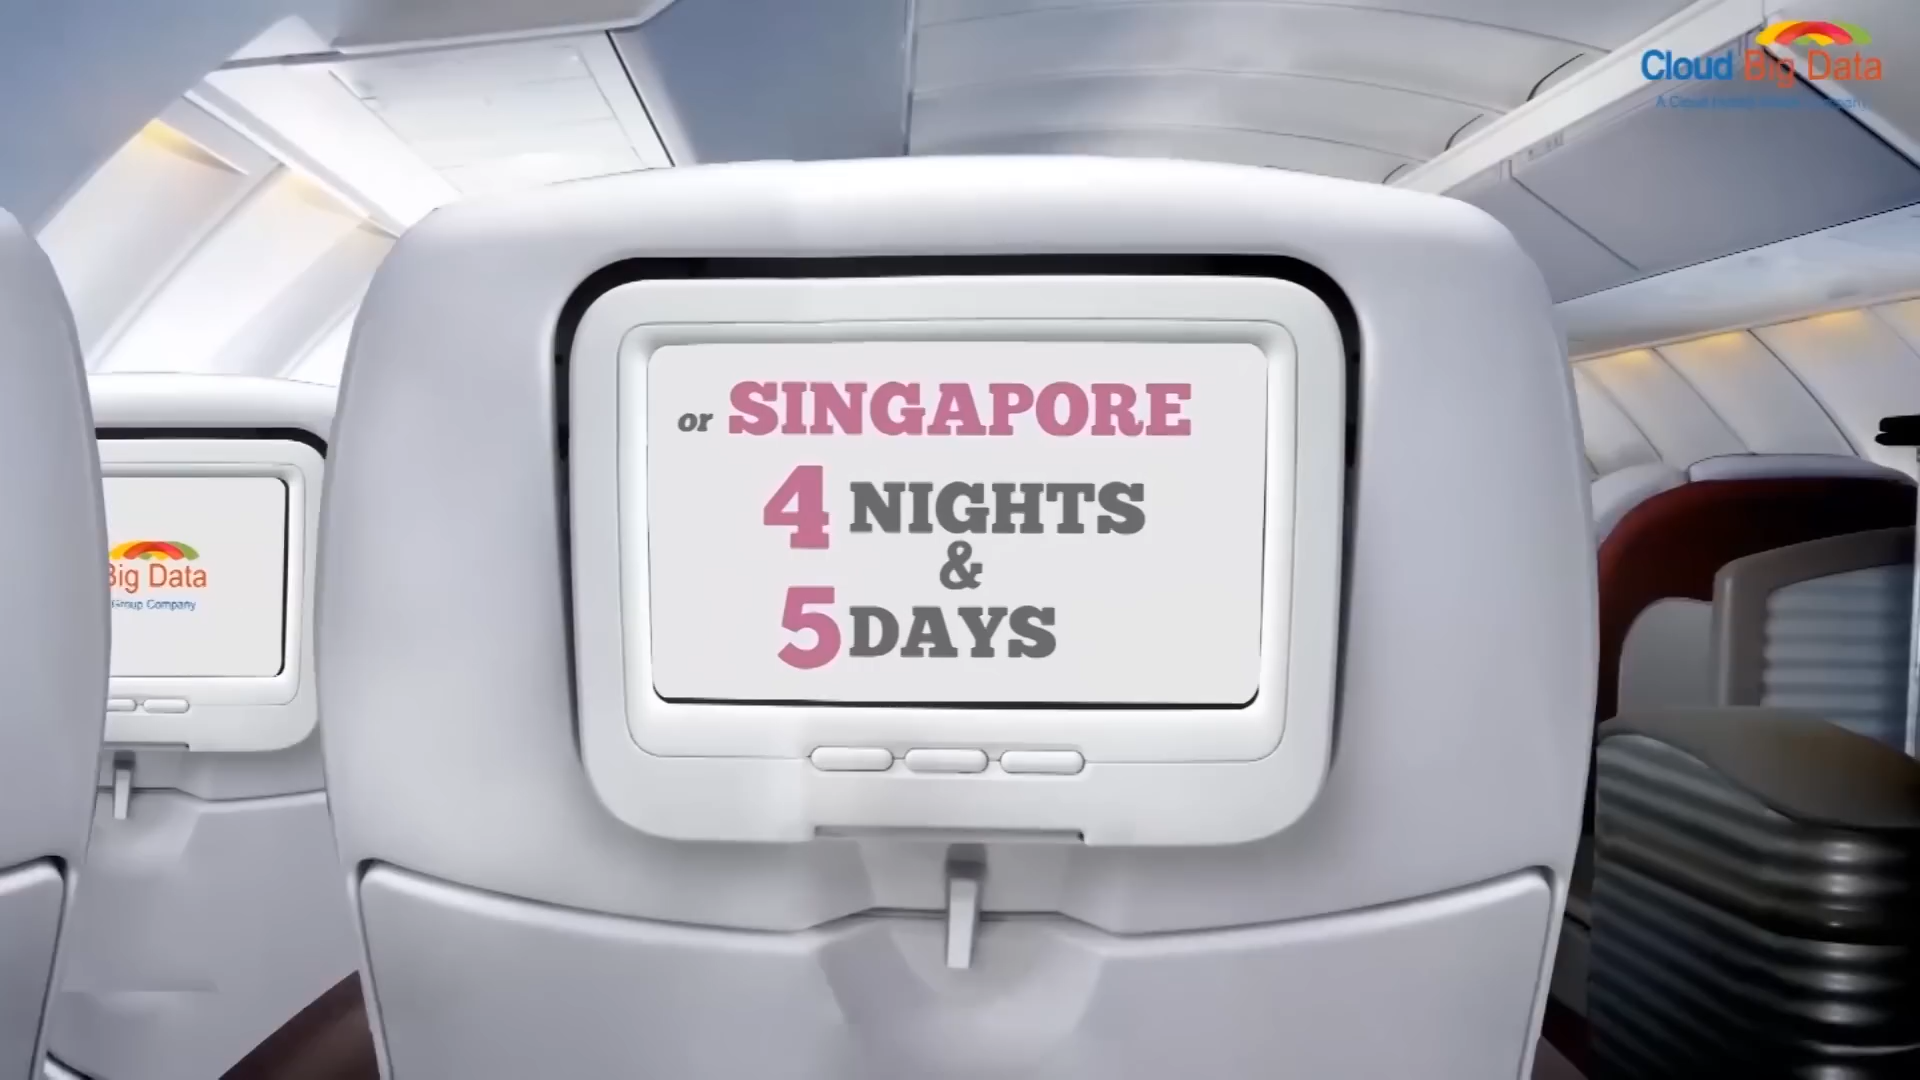 Cloud Big Data
or SINGAPORE
4 NIGHTS
&
5 DAYS
Big Data
Group Company